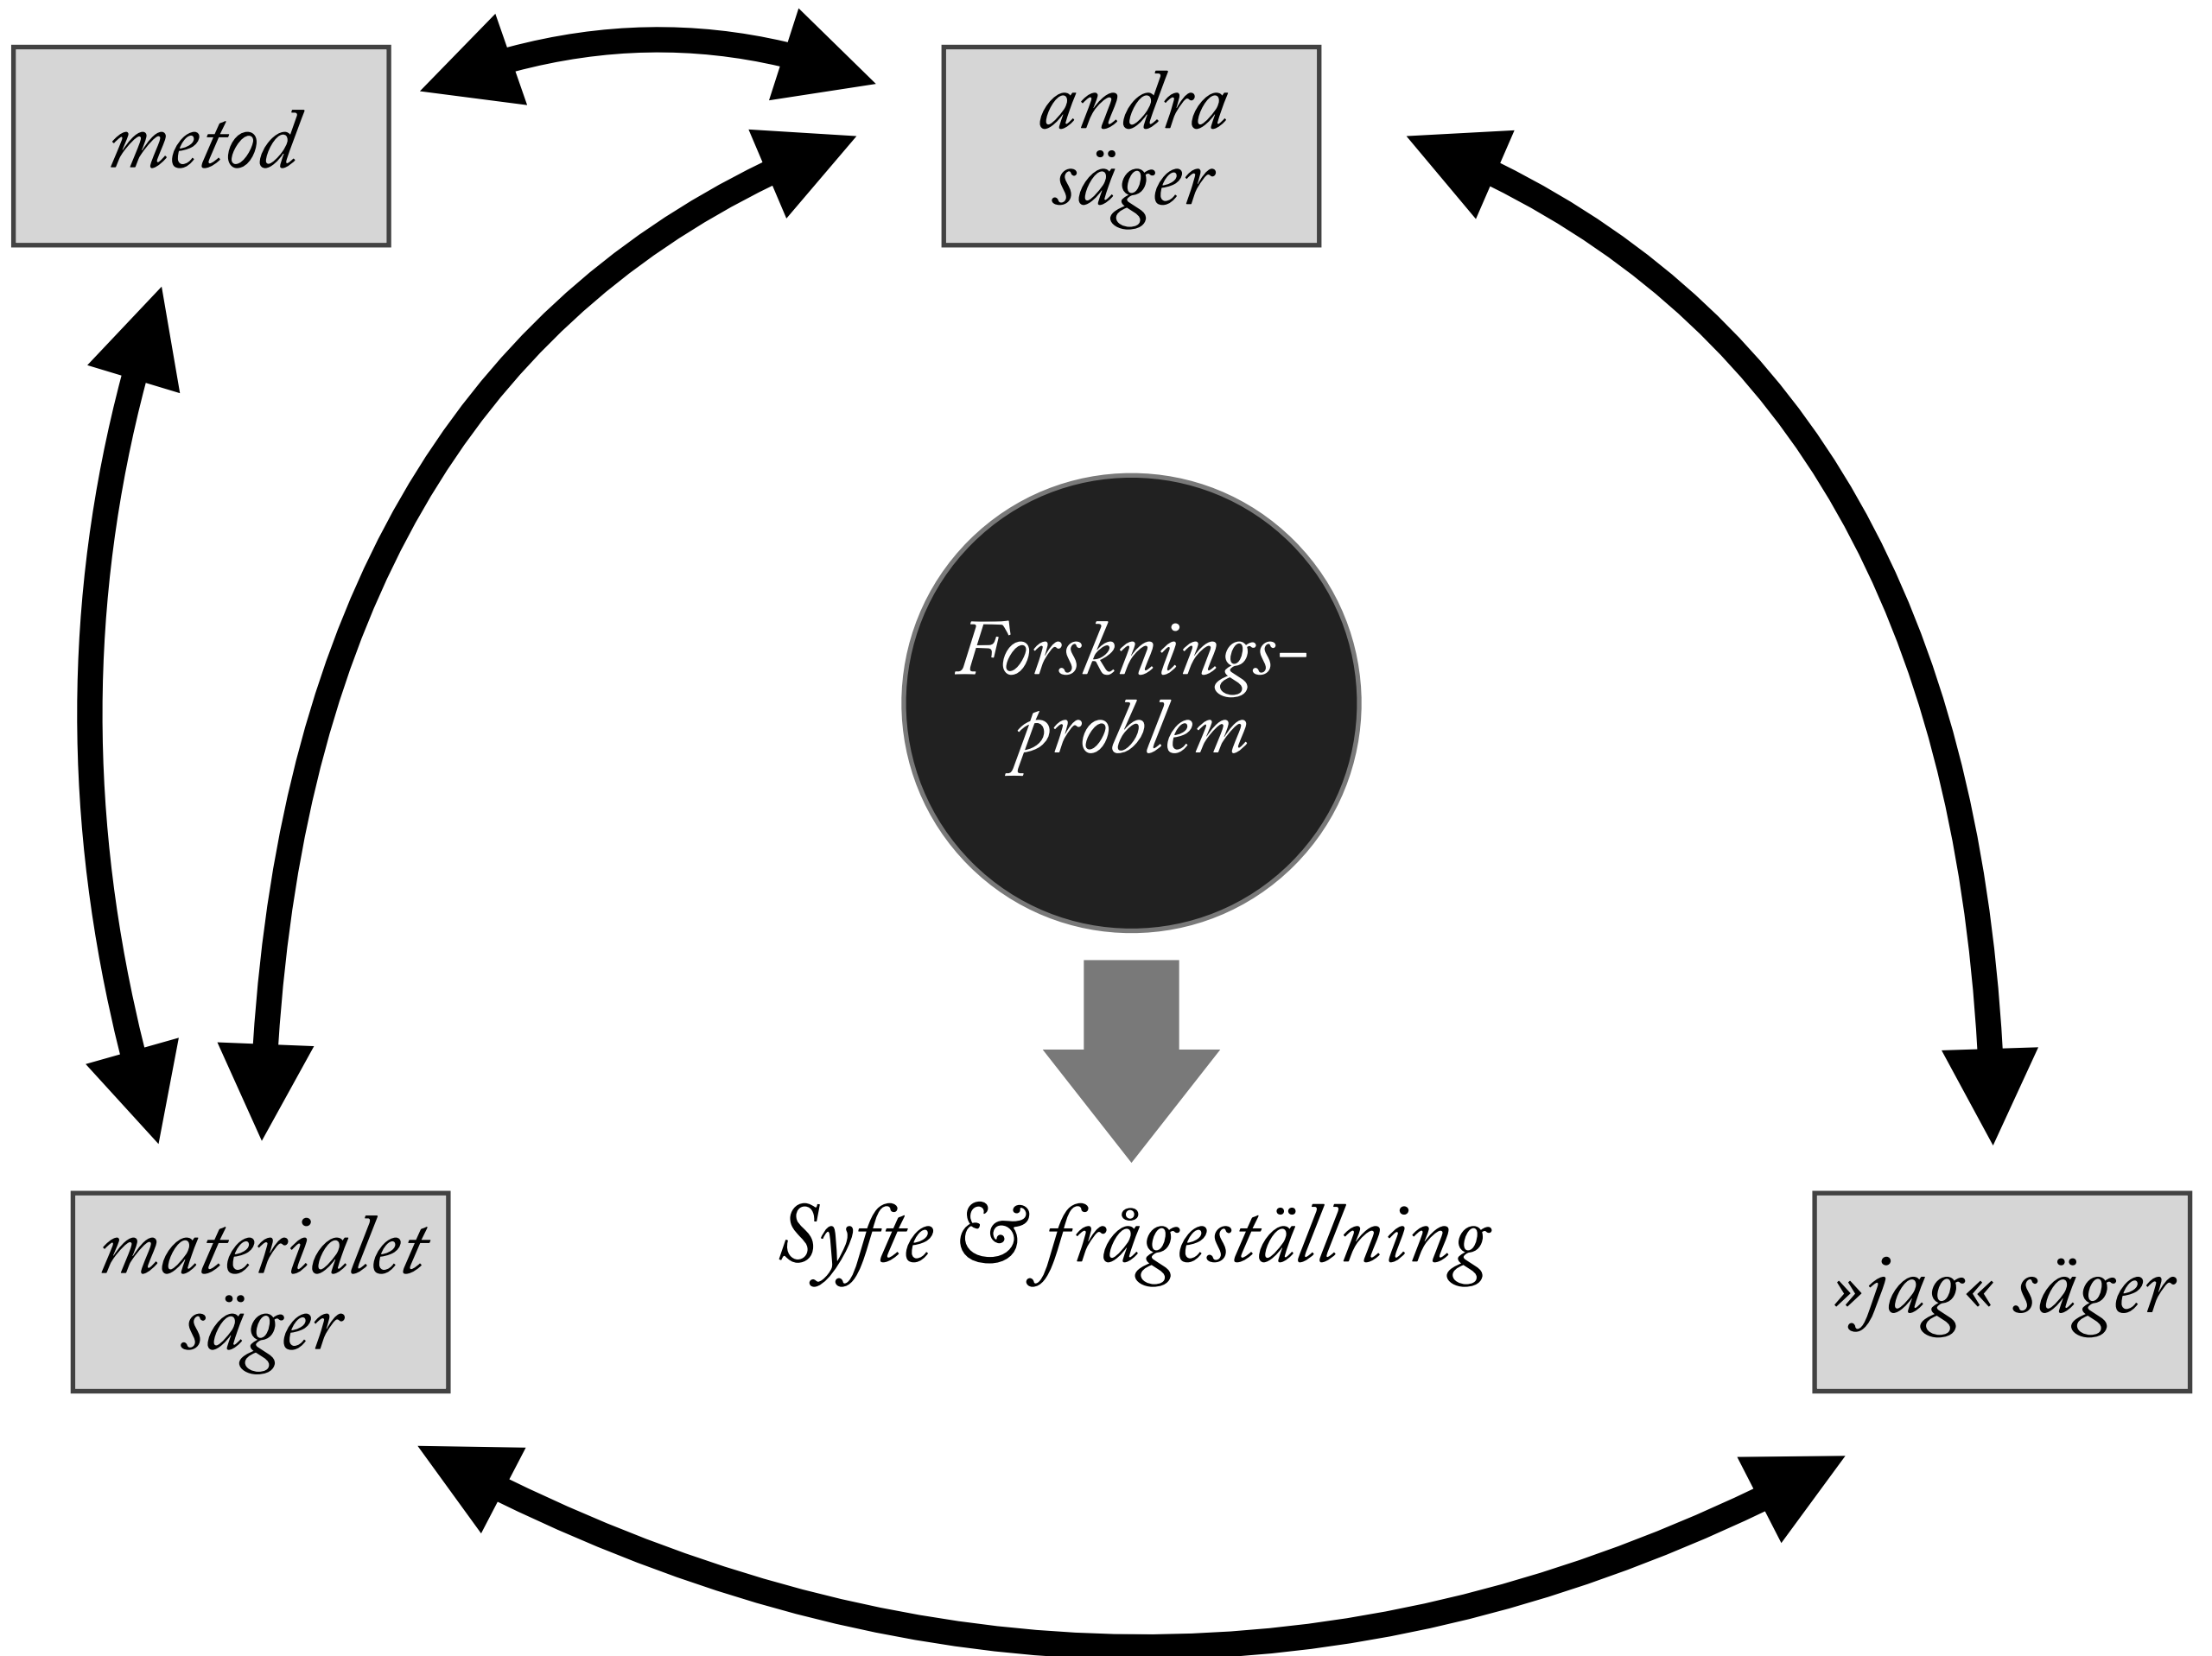 metod
andra
säger
Forsknings-
problem
Syfte & frågeställning
materialet
säger
»jag« säger